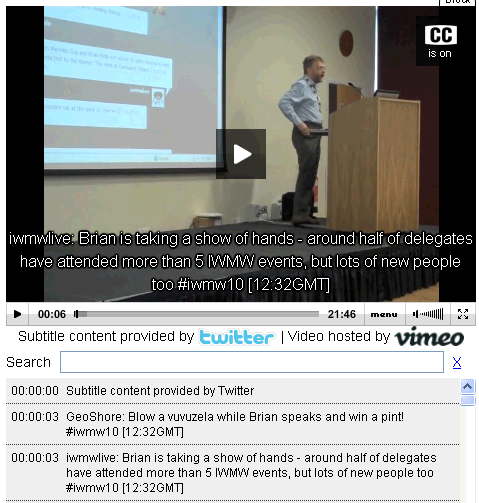 CC
is on
iwmwlive: Brian is taking a show of hands - around half of delegates
have attended more than 5 IWMW events, but lots of new people
too #iwmw10 [12:32GMT]
00:06 21:46 menu
Subtitle content provided by twitter | Video hosted by vimeo
Search X
00:00:00 Subtitle content provided by Twitter
00:00:03 GeoShore: Blow a vuvuzela while Brian speaks and win a pint!
#iwmw10 [12:32GMT]
00:00:03 iwmwlive: Brian is taking a show of hands - around half of delegates
have attended more than 5 IWMW events, but lots of new people too
#iwmw10 [12:32GMT]